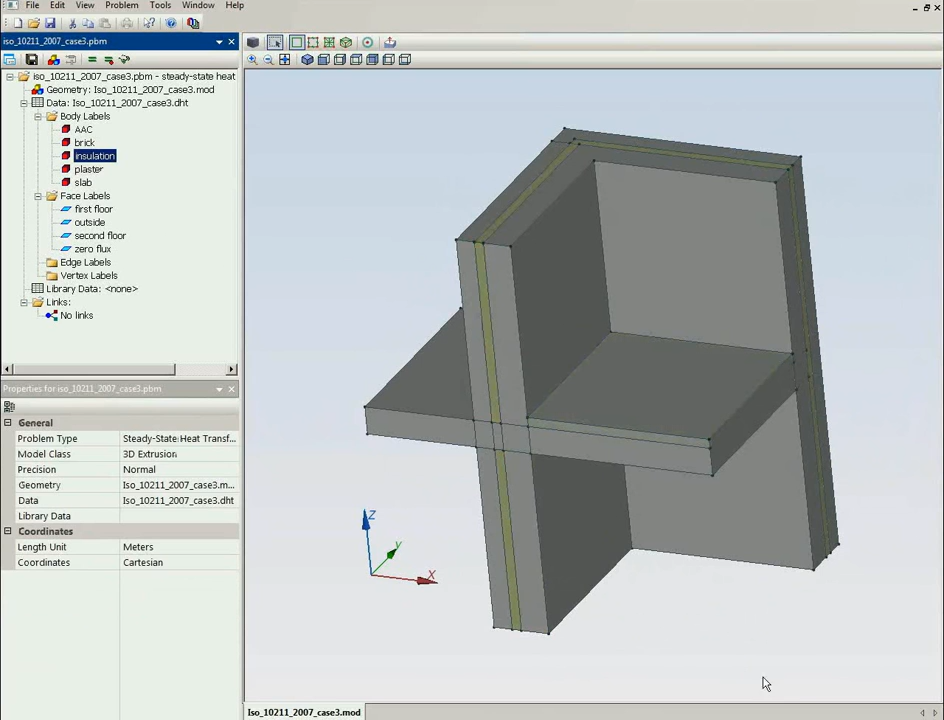 File Edit View Problem Tools Window Help
iso_10211_2007_case3.pbm
iso_10211_2007_case3.pbm - steady-state heat
Geometry: Iso_10211_2007_case3.mod
Data: Iso_10211_2007_case3.dht
Body Labels
AAC
brick
insulation
plaster
slab
Face Labels
first floor
outside
second floor
zero flux
Edge Labels
Vertex Labels
Library Data: <none>
Links:
No links
Properties for iso_10211_2007_case3.pbm
General
Problem Type Steady-State Heat Transf...
Model Class 3D Extrusion
Precision Normal
Geometry Iso_10211_2007_case3.m...
Data Iso_10211_2007_case3.dht
Library Data
Coordinates
Length Unit Meters
Coordinates Cartesian
Z
Y
X
Iso_10211_2007_case3.mod